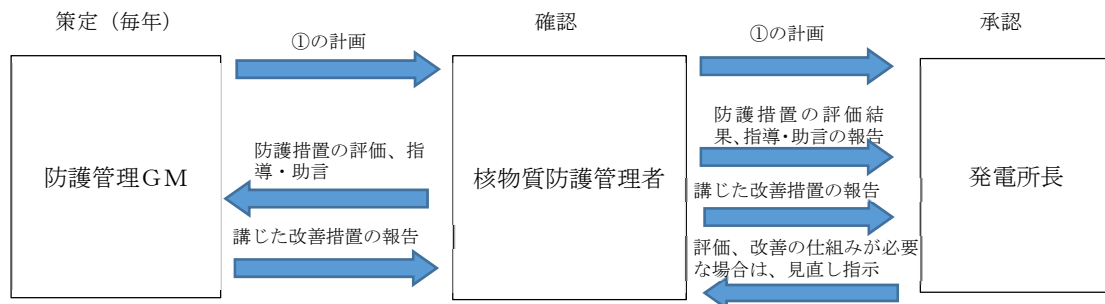 策定（毎年）
確認
承認
①の計画
①の計画
防護措置の評価結
果、指導・助言の報告
防護措置の評価、指
導・助言
防護管理ＧＭ
核物質防護管理者
発電所長
講じた改善措置の報告
講じた改善措置の報告
評価、改善の仕組みが必要
な場合は、見直し指示